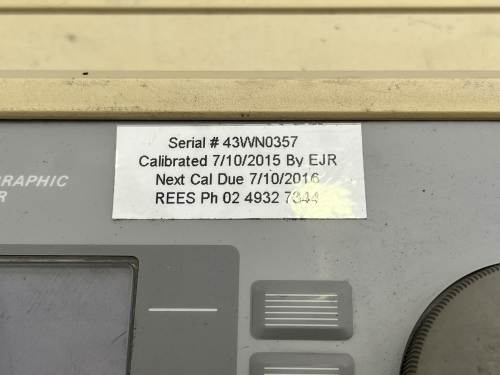 Serial # 43WN0357
Calibrated 7/10/2015 By EJR
Next Cal Due 7/10/2016
REES Ph 02 4932 7344
RAPHIC
R